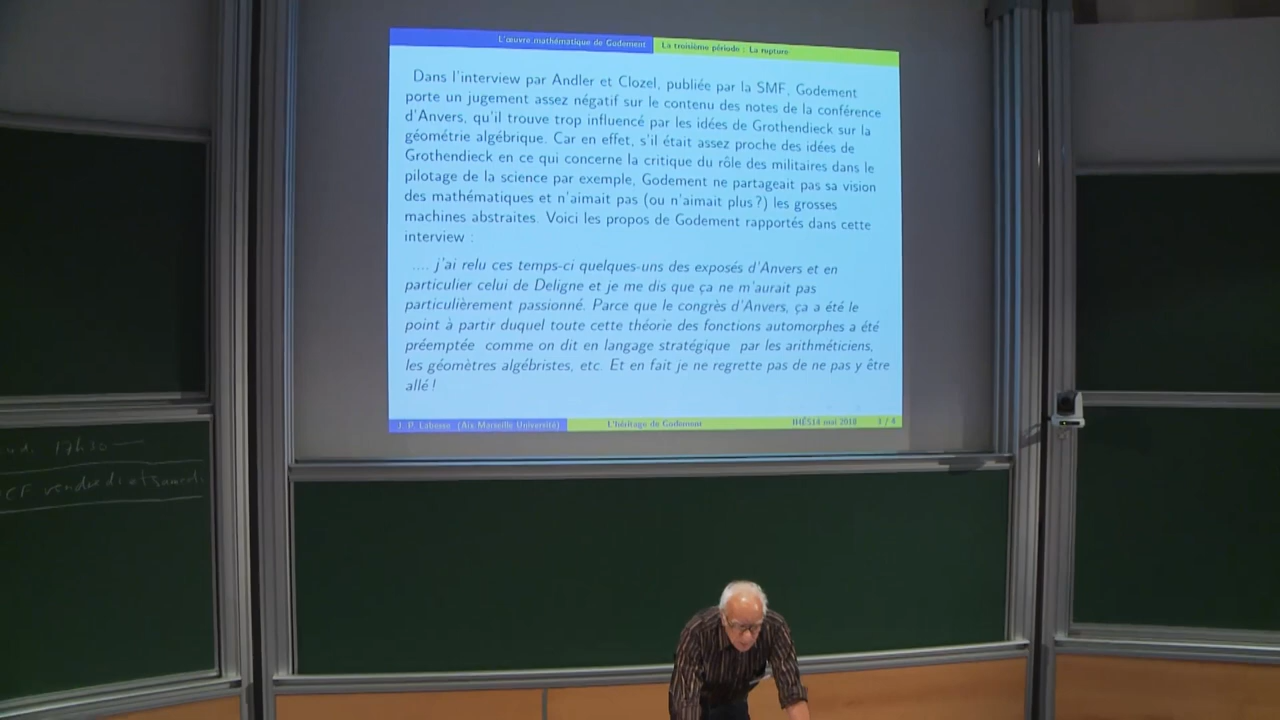 L'œuvre mathématique de Godement
La troisième période : La rupture
Dans l'interview par Andler et Clozel, publiée par la SMF, Godement
porte un jugement assez négatif sur le contenu des notes de la conférence
d'Anvers, qu'il trouve trop influencé par les idées de Grothendieck sur la
géométrie algébrique. Car en effet, s'il était assez proche des idées de
Grothendieck en ce qui concerne la critique du rôle des militaires dans le
pilotage de la science par exemple, Godement ne partageait pas sa vision
des mathématiques et n'aimait pas (ou n'aimait plus ?) les grosses
machines abstraites. Voici les propos de Godement rapportés dans cette
interview :
.... j'ai relu ces temps-ci quelques-uns des exposés d'Anvers et en
particulier celui de Deligne et je me dis que ça ne m'aurait pas
particulièrement passionné. Parce que le congrès d'Anvers, ça a été le
point à partir duquel toute cette théorie des fonctions automorphes a été
préemptée comme on dit en langage stratégique par les arithméticiens,
les géomètres algébristes, etc. Et en fait je ne regrette pas de ne pas y être
allé !
J. P. Labesse (Aix-Marseille Université)
L'héritage de Godement
IHÉS14 mai 2018
/ 4
17h30
CF vendredi et samedi